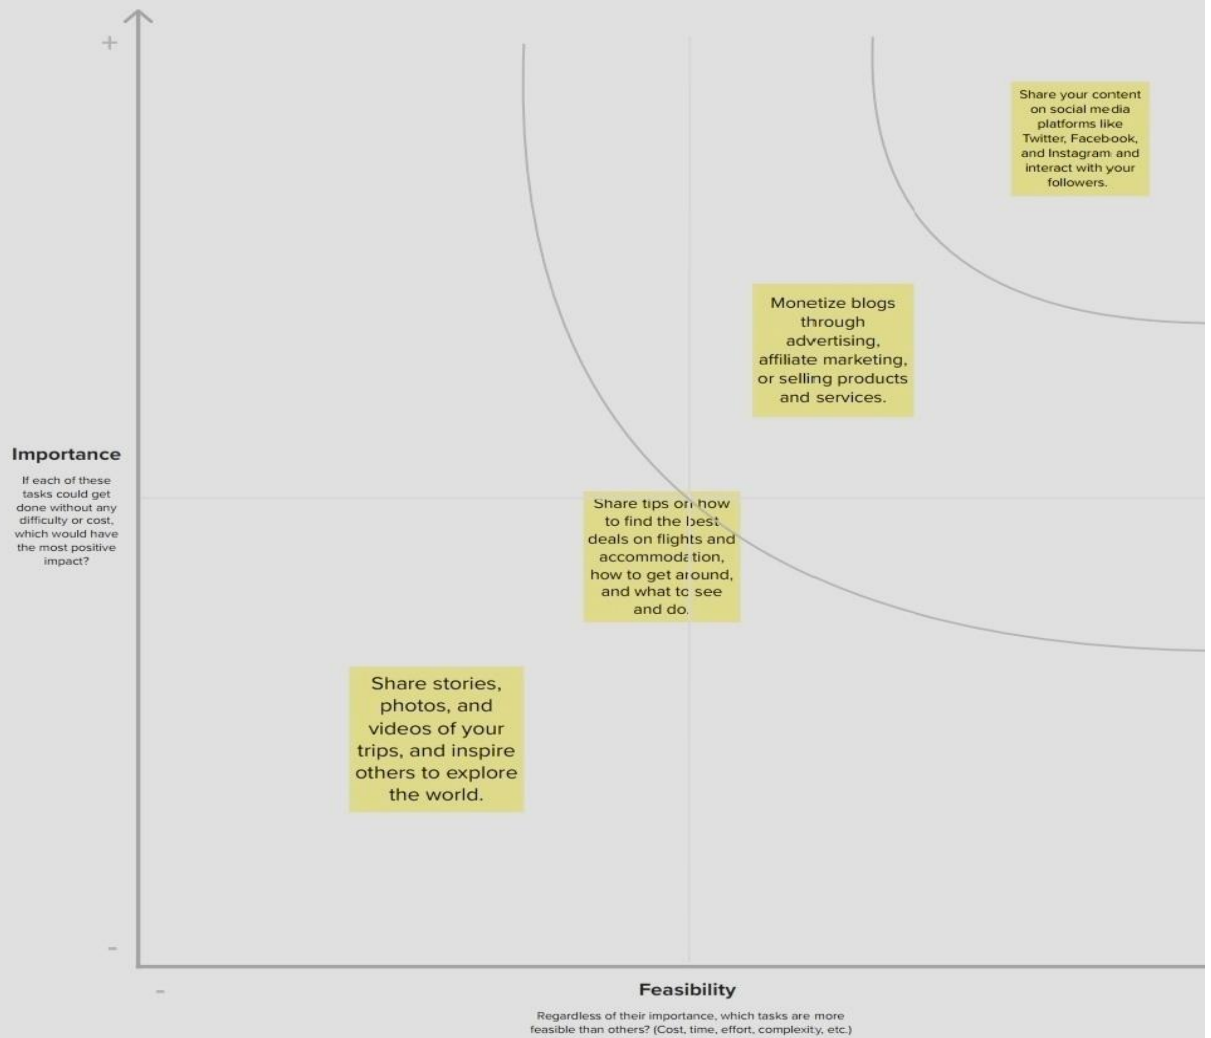 +
Share your content
on social media
platforms like
Twitter, Facebook,
and Instagram and
interact with your
followers.
Monetize blogs
through
advertising,
affiliate marketing,
or selling products
and services.
Importance
If each of these
tasks could get
done without any
difficulty or cost,
which would have
the most positive
impact?
Share tips on how
to find the best
deals on flights and
accommodation,
how to get around,
and what to see
and do.
Share stories,
photos, and
videos of your
trips, and inspire
others to explore
the world.
-
-
Feasibility
Regardless of their importance, which tasks are more
feasible than others? (Cost, time, effort, complexity, etc.)